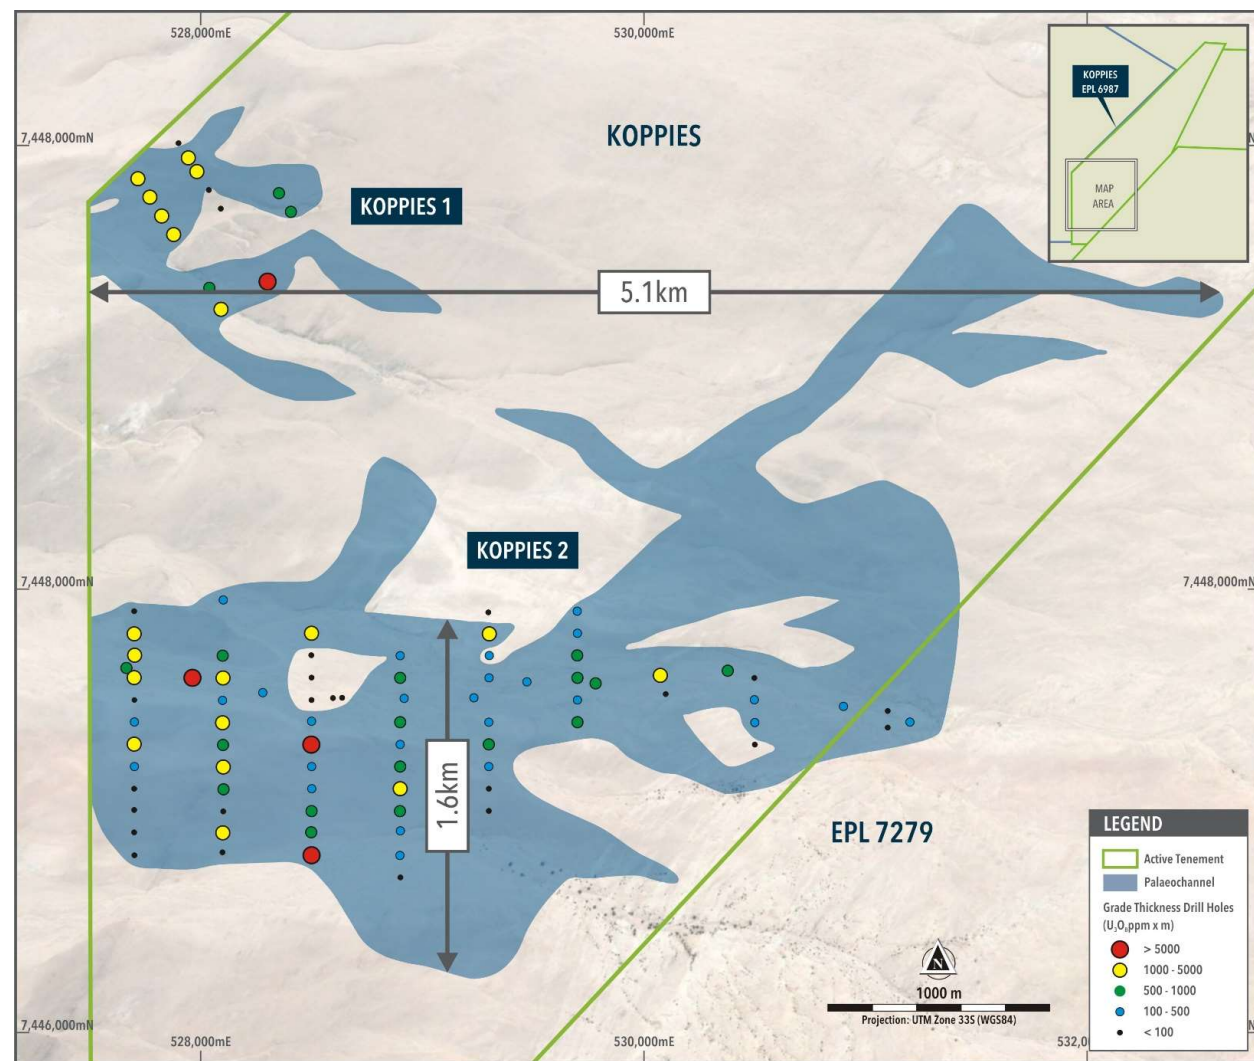 528,000mE
530,000mE
7,448,000mN
KOPPIES
KOPPIES
EPL 6987
MAP
AREA
KOPPIES 1
5.1km
KOPPIES 2
7,448,000mN
7,448,000mN
1.6km
EPL 7279
LEGEND
Active Tenement
Palaeochannel
Grade Thickness Drill Holes
(U₃O₈ppm x m)
> 5000
1000 - 5000
500 - 1000
100 - 500
< 100
N
1000 m
Projection: UTM Zone 33S (WGS84)
7,446,000mN
528,000mE
530,000mE
532,